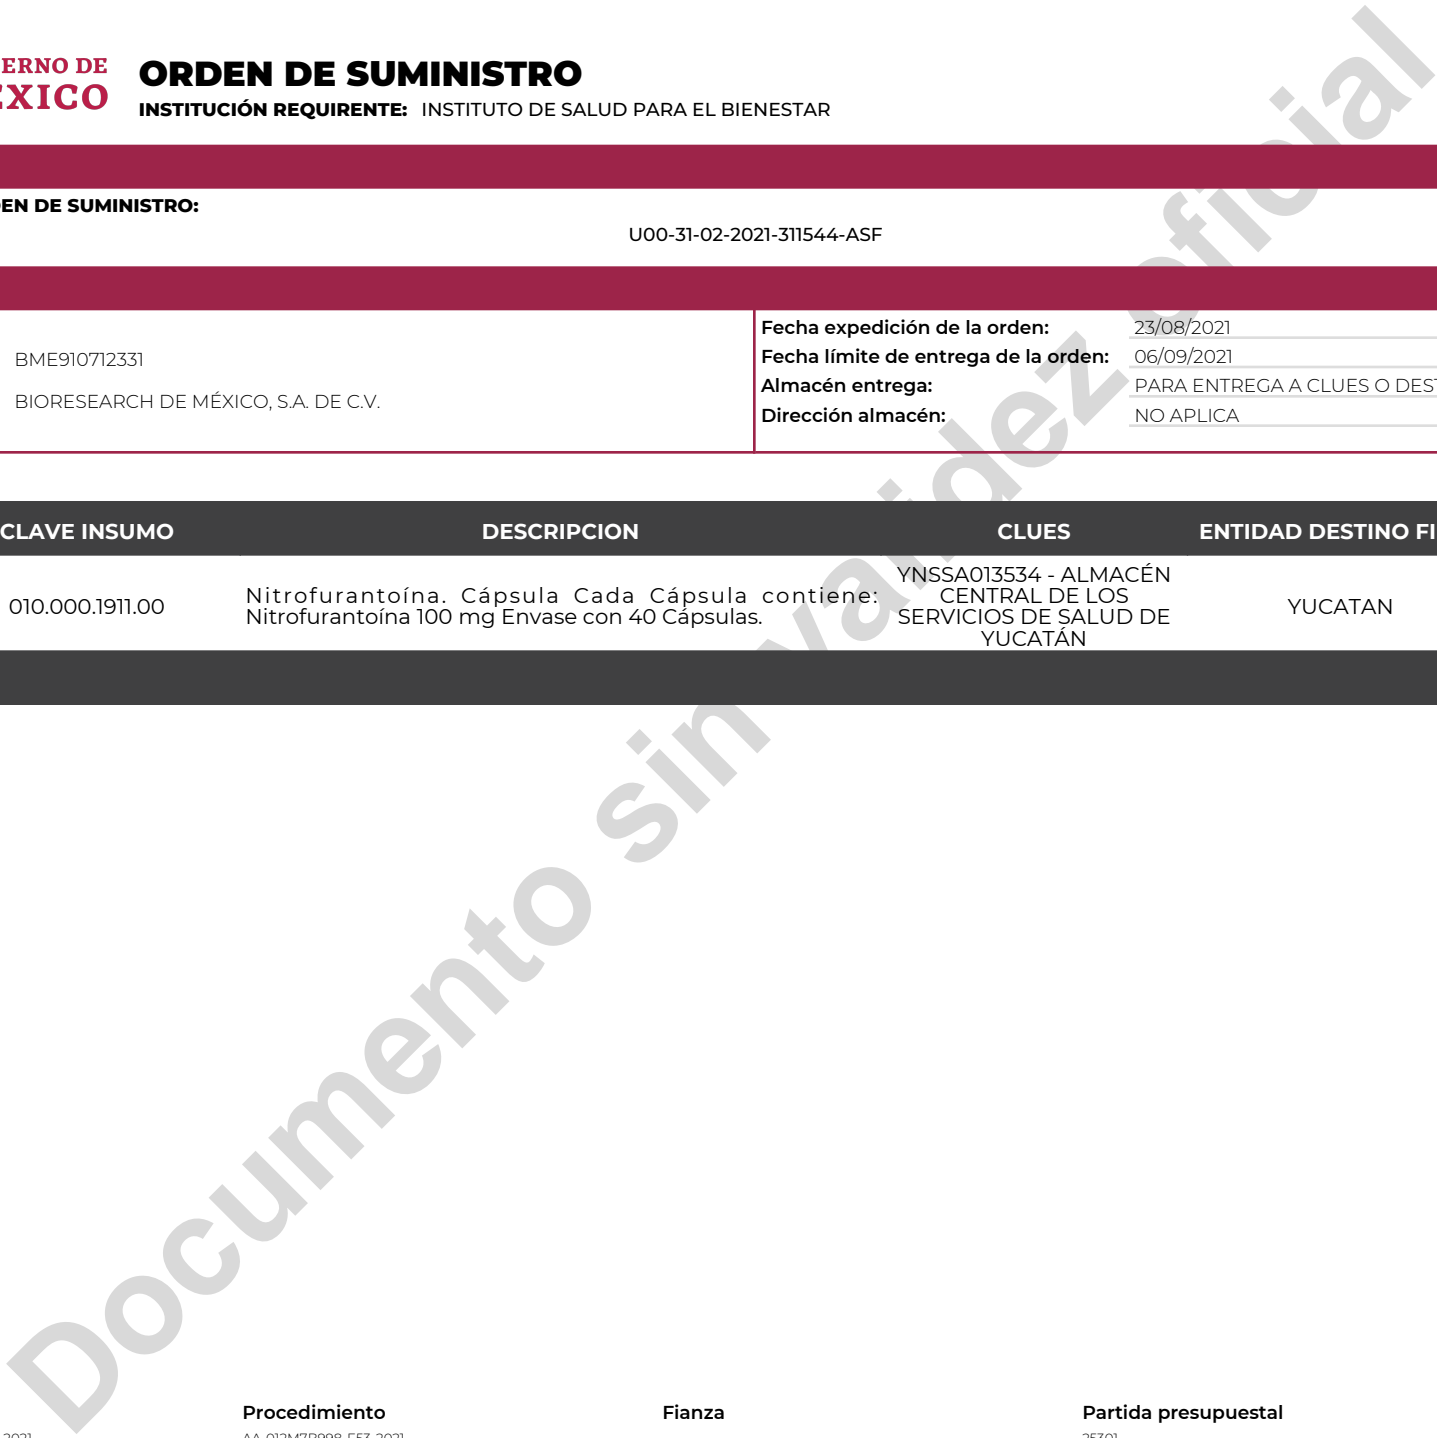 ERNO DE
ORDEN DE SUMINISTRO
ÉXICO
INSTITUCIÓN REQUIRENTE: INSTITUTO DE SALUD PARA EL BIENESTAR
EN DE SUMINISTRO:
U00-31-02-2021-311544-ASF
Fecha expedición de la orden: 23/08/2021
BME910712331
Fecha límite de entrega de la orden: 06/09/2021
Almacén entrega: PARA ENTREGA A CLUES O DEST
BIORESEARCH DE MÉXICO, S.A. DE C.V.
Dirección almacén: NO APLICA
CLAVE INSUMO DESCRIPCION CLUES ENTIDAD DESTINO FI
010.000.1911.00
Nitrofurantoína. Cápsula Cada Cápsula contiene:
Nitrofurantoína 100 mg Envase con 40 Cápsulas.
YNSSA013534 - ALMACÉN
CENTRAL DE LOS
SERVICIOS DE SALUD DE
YUCATÁN
YUCATAN
Documento sin validez oficial
Procedimiento Fianza Partida presupuestal